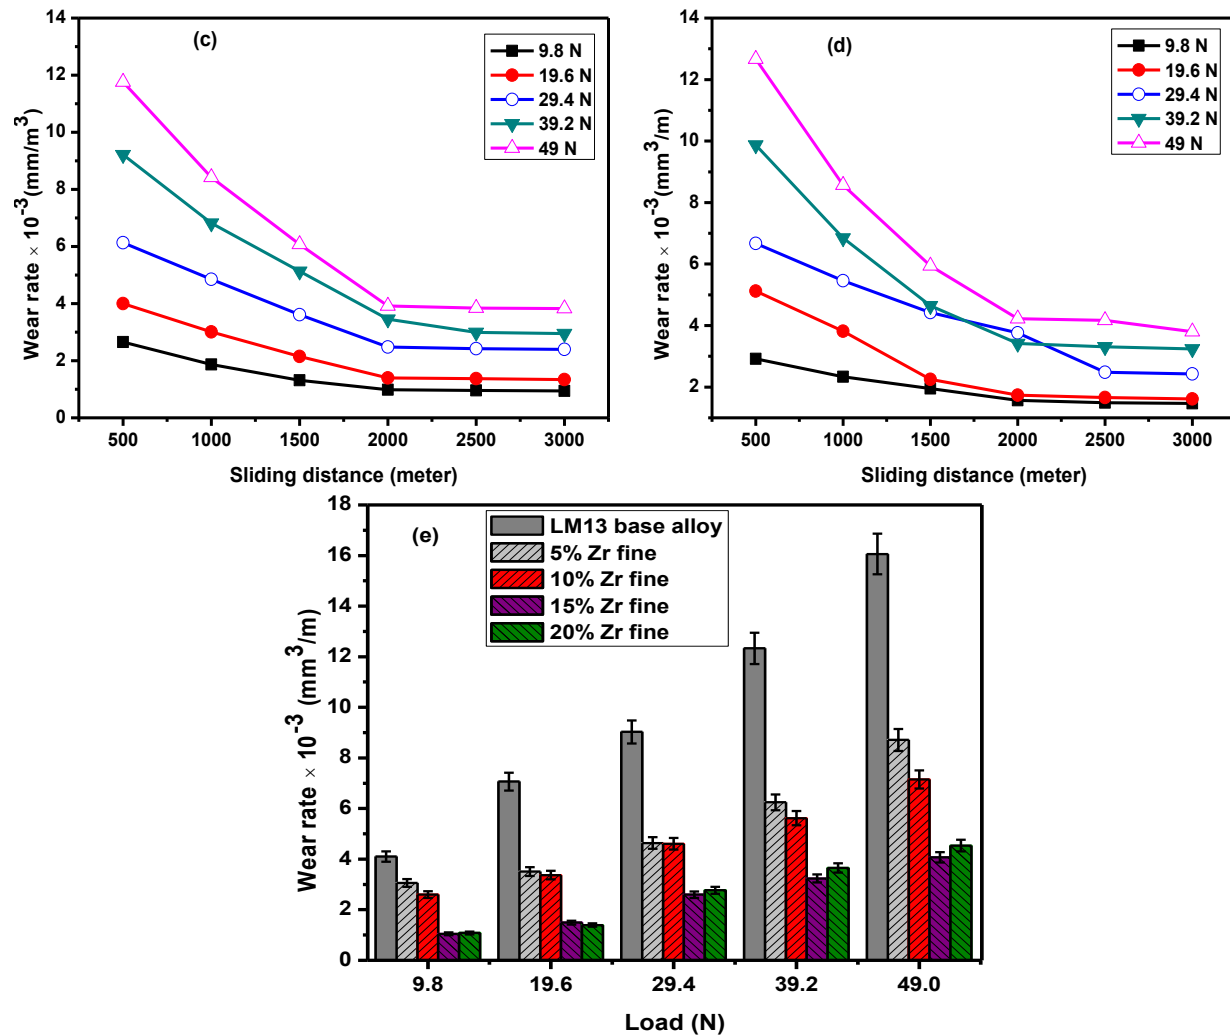 (c)
9.8 N
19.6 N
29.4 N
39.2 N
49 N
Wear rate × 10⁻³(mm/m³)
14
12
10
8
6
4
2
0
500 1000 1500 2000 2500 3000
Sliding distance (meter)
(d)
9.8 N
19.6 N
29.4 N
39.2 N
49 N
Wear rate × 10⁻³(mm³/m)
14
12
10
8
6
4
2
500 1000 1500 2000 2500 3000
Sliding distance (meter)
(e)
LM13 base alloy
5% Zr fine
10% Zr fine
15% Zr fine
20% Zr fine
Wear rate × 10⁻³ (mm³/m)
18
16
14
12
10
8
6
4
2
0
9.8 19.6 29.4 39.2 49.0
Load (N)